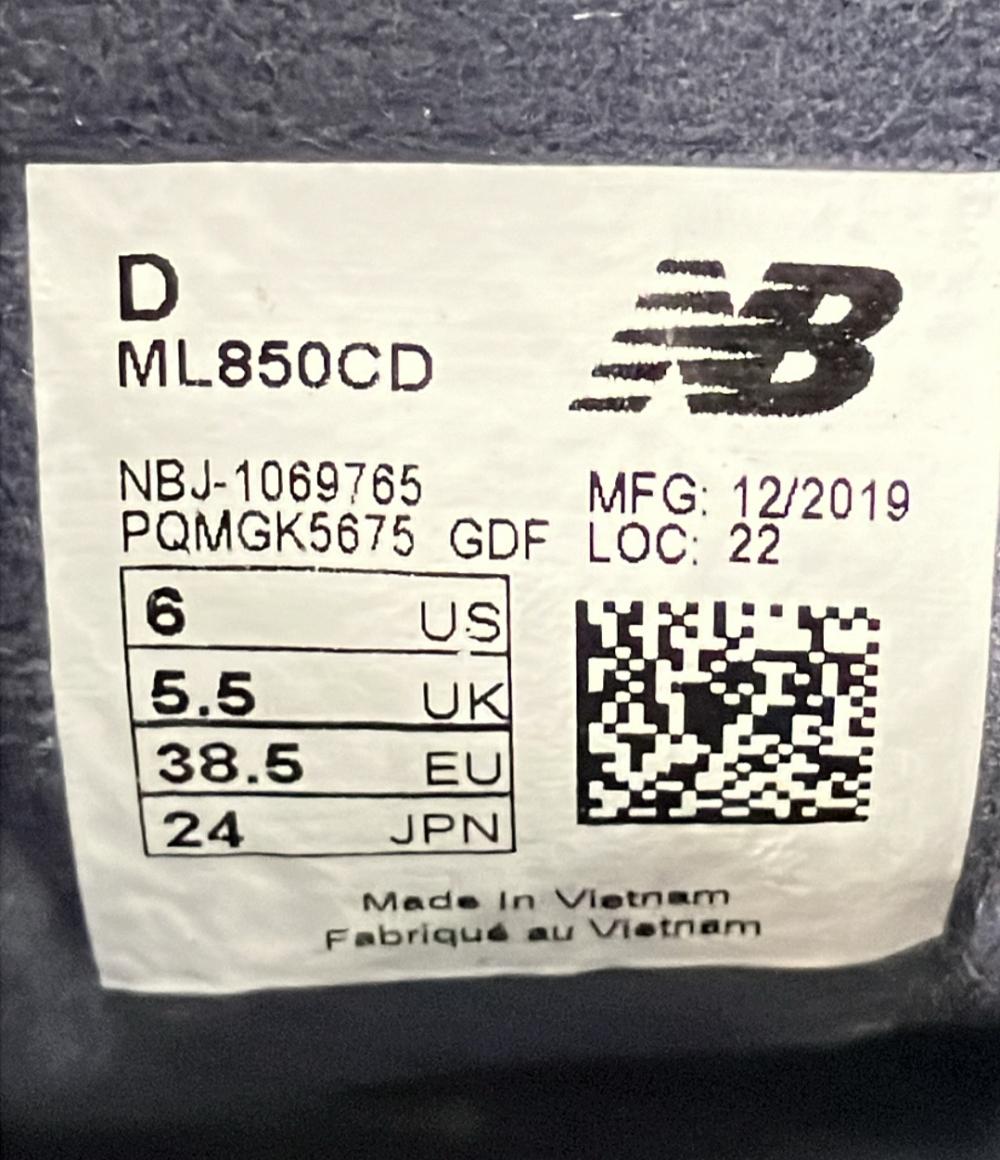 D
NB
ML850CD
NBJ-1069765
PQMGK5675 GDF
MFG: 12/2019
LOC: 22
6 US
5.5 UK
38.5 EU
24 JPN
Made In Vietnam
Fabriqué au Vietnam